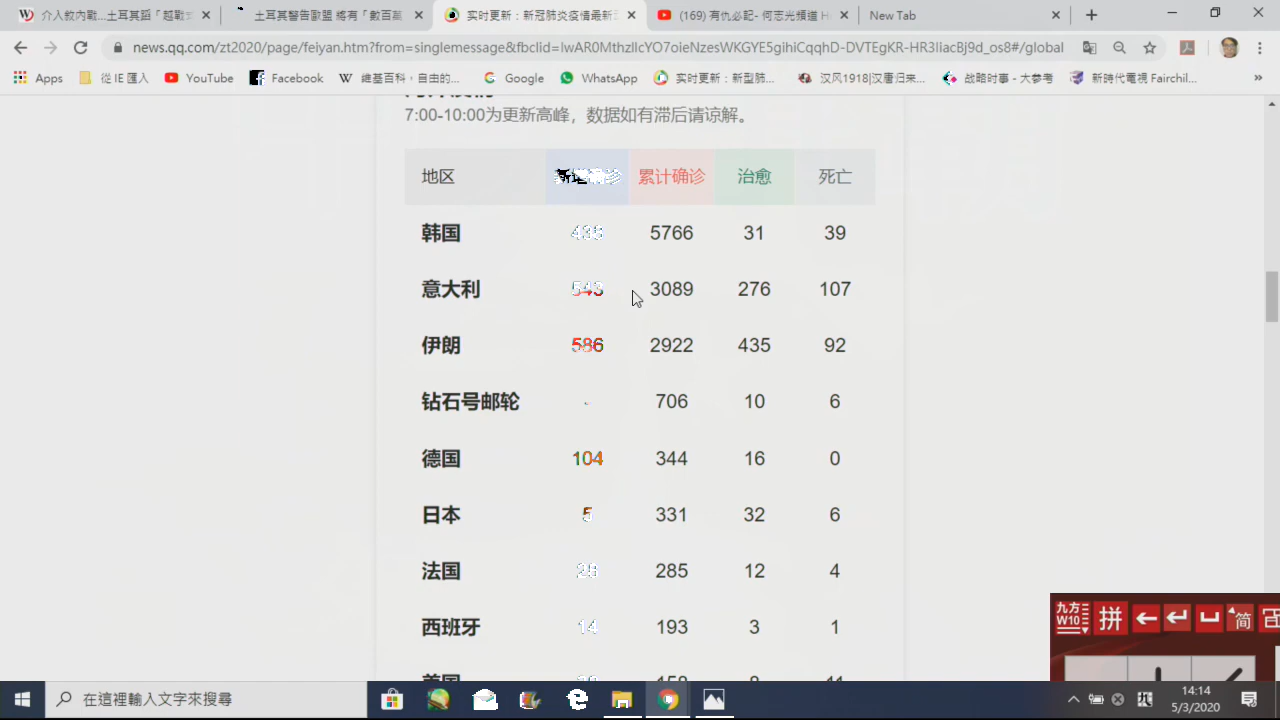 介入敘內戰...土耳其蹈「越戰式
土耳其警告歐盟 將有「數百萬
实时更新：新冠肺炎疫情最新动
(169) 有仇必記- 何志光頻道 H
New Tab
news.qq.com/zt2020/page/feiyan.htm?from=singlemessage&fbclid=IwAR0MthzlIcYO7oieNzesWKGYE5gihiCqqhD-DVTEgKR-HR3IiacBj9d_os8#/global
Apps 從 IE 匯入 YouTube Facebook 維基百科，自由的... Google WhatsApp 实时更新：新型肺... 汉风1918|汉唐归来... 战略时事 - 大参考 新時代電視 Fairchil...
7:00-10:00为更新高峰，数据如有滞后请谅解。
地区 累计确诊 治愈 死亡
韩国 435 5766 31 39
意大利 543 3089 276 107
伊朗 586 2922 435 92
钻石号邮轮 - 706 10 6
德国 104 344 16 0
日本 5 331 32 6
法国 285 12 4
西班牙 14 193 3 1
九方 W10 拼 简
在這裡輸入文字來搜尋
14:14
5/3/2020